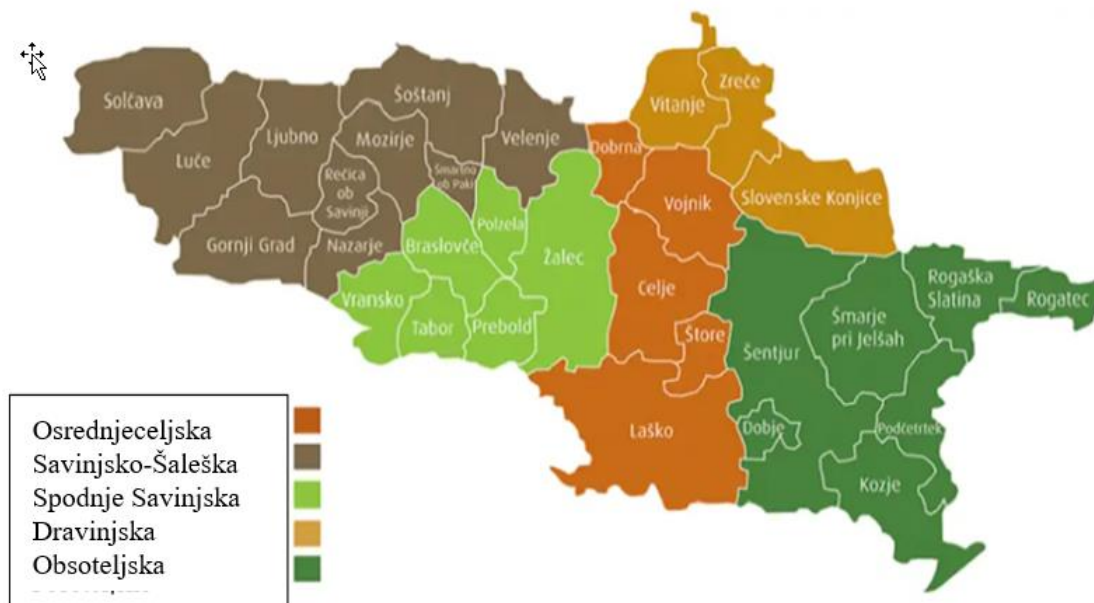 Solčava
Luče
Ljubno
Šoštanj
Mozirje
Velenje
Rečica
ob
Savinji
Šmartno
ob Paki
Gornji Grad
Nazarje
Braslovče
Polzela
Žalec
Vransko
Tabor
Prebold
Dobrna
Vitanje
Zreče
Vojnik
Slovenske Konjice
Celje
Štore
Laško
Šentjur
Šmarje
pri Jelšah
Rogaška
Slatina
Rogatec
Dobje
Podčetrtek
Kozje
Osrednjeceljska
Savinjsko-Šaleška
Spodnje Savinjska
Dravinjska
Obsoteljska